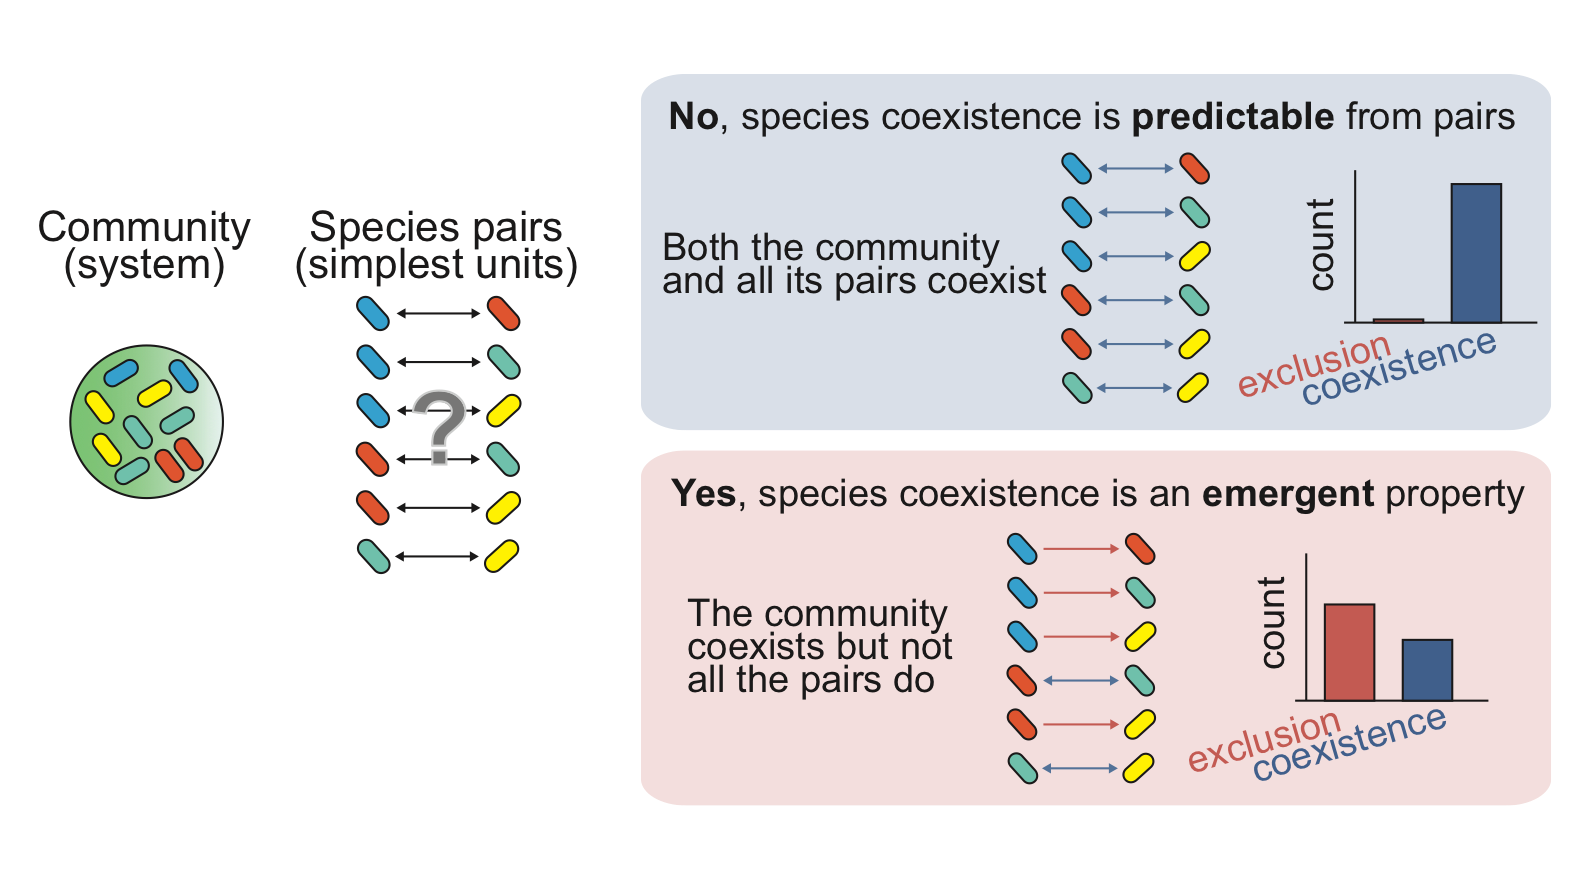 Community
(system)
Species pairs
(simplest units)
?
No, species coexistence is predictable from pairs
Both the community
and all its pairs coexist
count
exclusion
coexistence
Yes, species coexistence is an emergent property
The community
coexists but not
all the pairs do
count
exclusion
coexistence